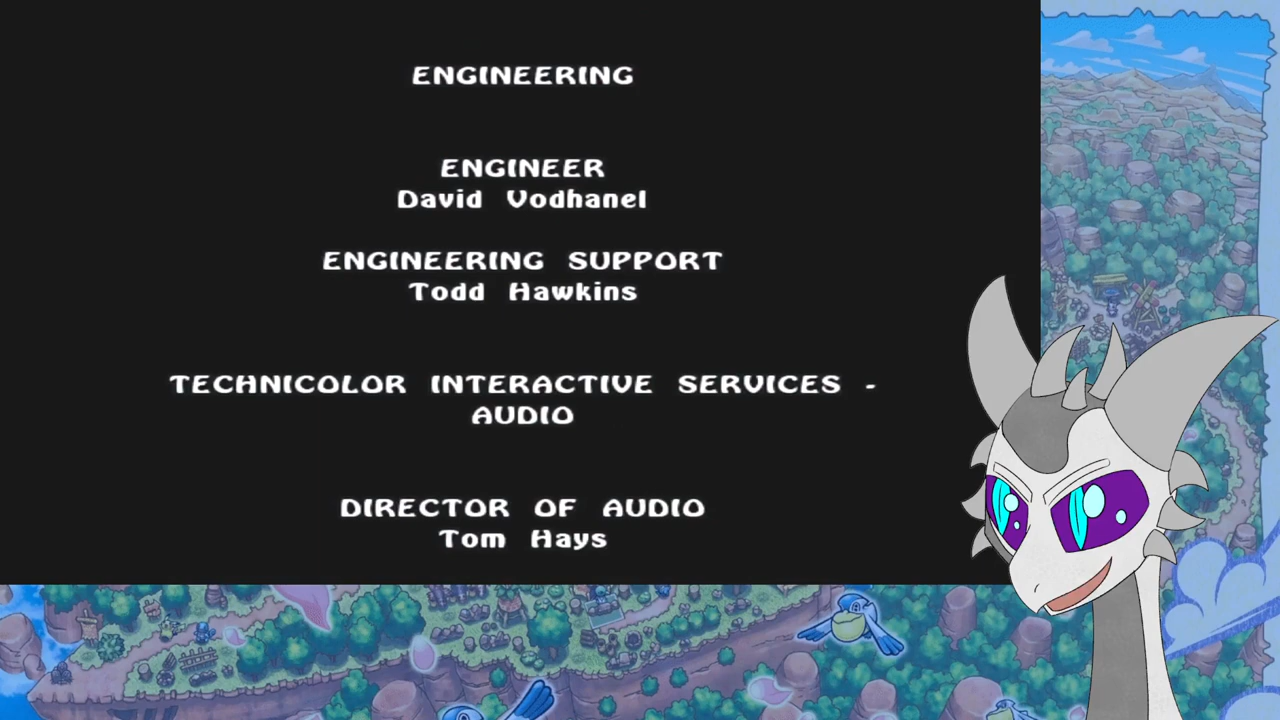 ENGINEERING
ENGINEER
David Vodhanel
ENGINEERING SUPPORT
Todd Hawkins
TECHNICOLOR INTERACTIVE SERVICES -
AUDIO
DIRECTOR OF AUDIO
Tom Hays